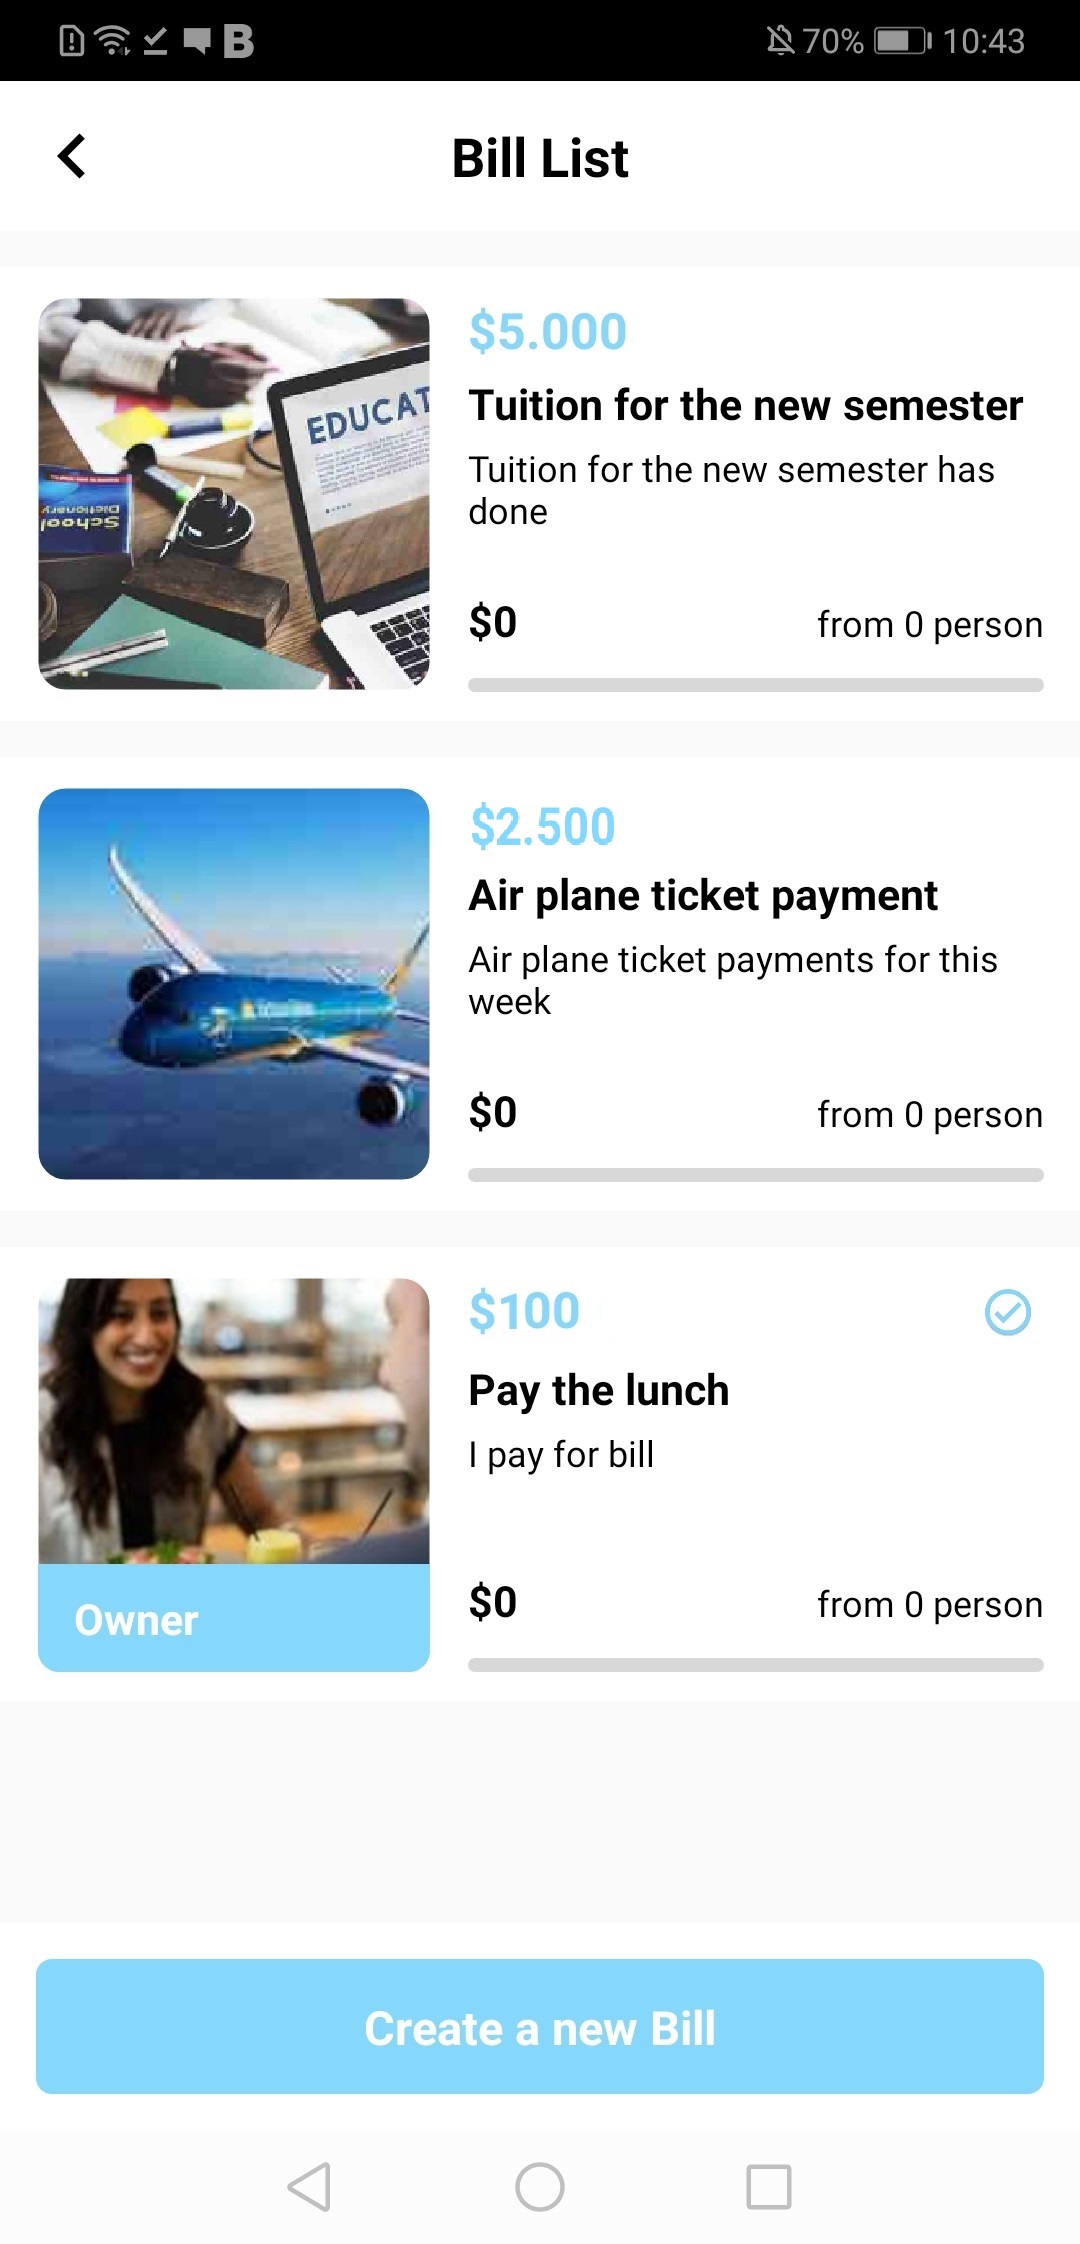 70% 10:43
Bill List
EDUCAT
School
Dictionary
$5.000
Tuition for the new semester
Tuition for the new semester has
done
$0 from 0 person
$2.500
Air plane ticket payment
Air plane ticket payments for this
week
$0 from 0 person
$100
Pay the lunch
I pay for bill
Owner
$0 from 0 person
Create a new Bill